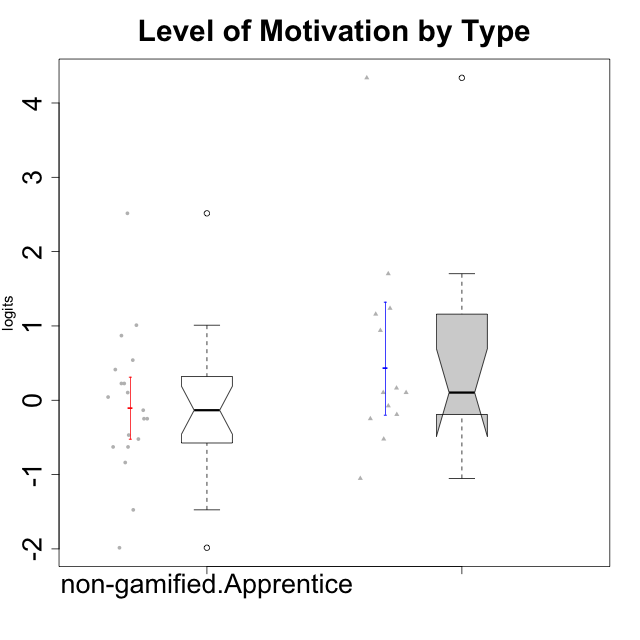 Level of Motivation by Type
4
3
2
1
0
-1
-2
logits
non-gamified.Apprentice